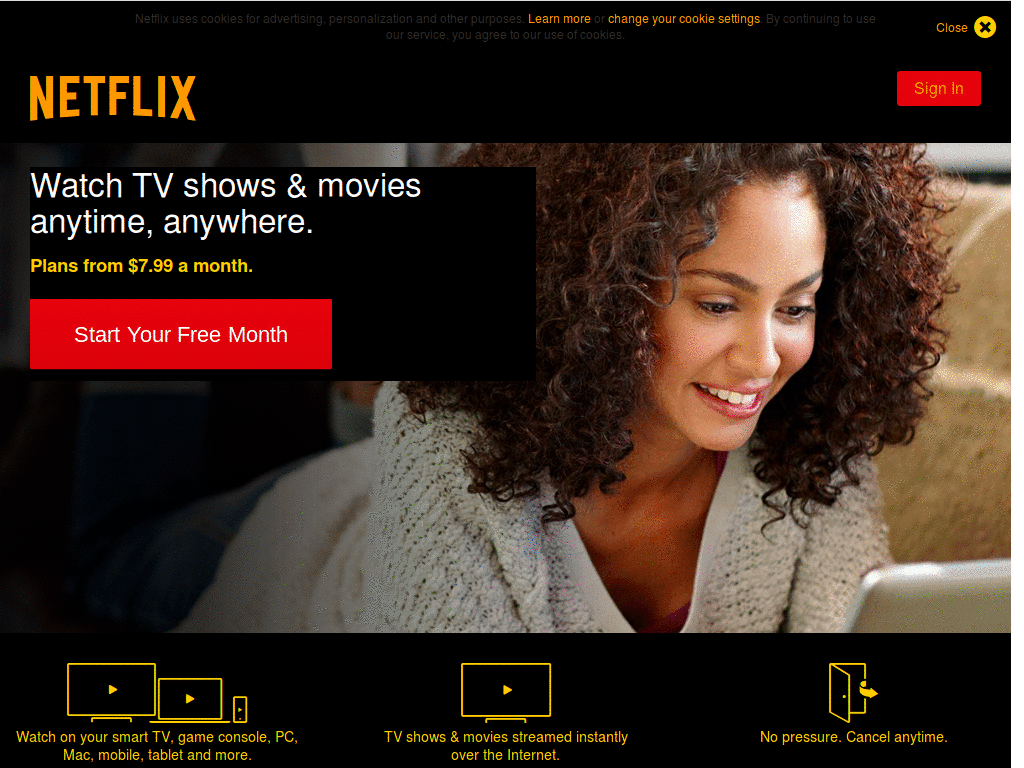 Netflix uses cookies for advertising, personalization and other purposes. Learn more or change your cookie settings. By continuing to use
our service, you agree to our use of cookies.
Close
NETFLIX
Sign In
Watch TV shows & movies
anytime, anywhere.
Plans from $7.99 a month.
Start Your Free Month
Watch on your smart TV, game console, PC,
Mac, mobile, tablet and more.
TV shows & movies streamed instantly
over the Internet.
No pressure. Cancel anytime.